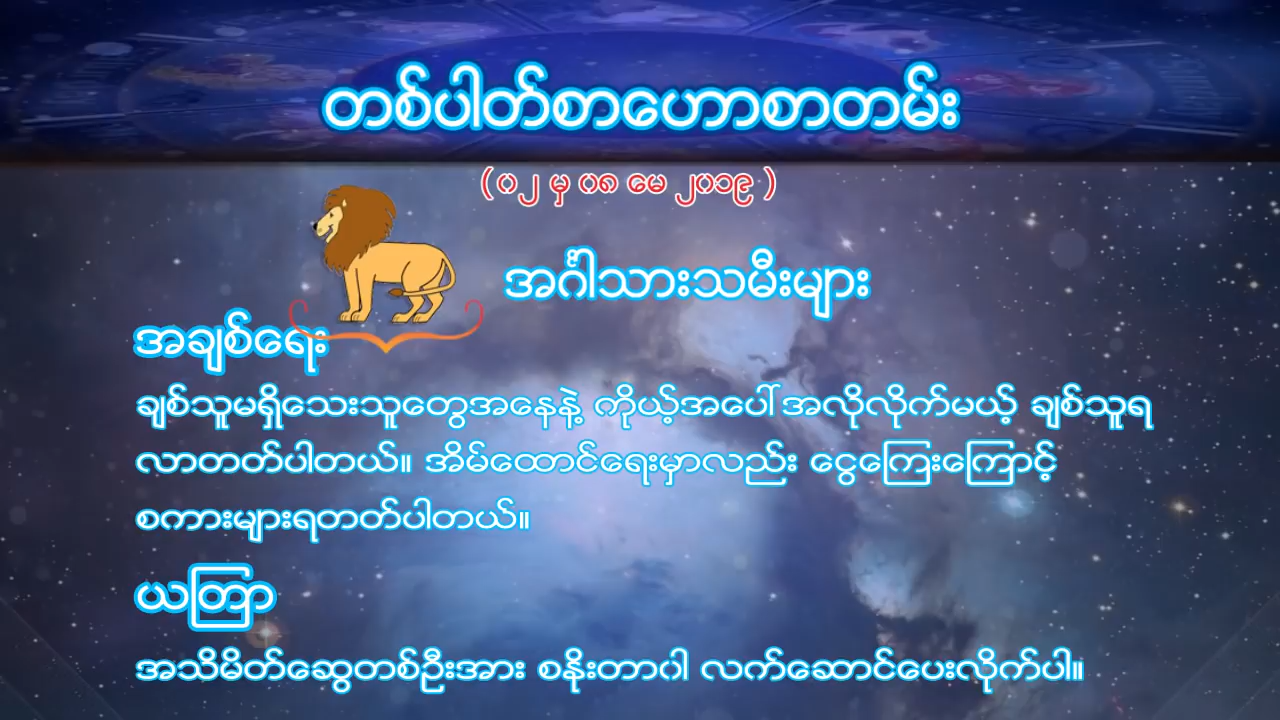 တစ်ပါတ်စာဟောစာတမ်း
( ၀၂ မှ ၀၈ မေ ၂၀၁၉ )
အင်္ဂါသားသမီးများ
အချစ်ရေး
ချစ်သူမရှိသေးသူတွေအနေနဲ့ ကိုယ့်အပေါ်အလိုလိုက်မယ့် ချစ်သူရ
လာတတ်ပါတယ်။ အိမ်ထောင်ရေးမှာလည်း ငွေကြေးကြောင့်
စကားများရတတ်ပါတယ်။
ယတြာ
အသိမိတ်ဆွေတစ်ဦးအား စနိုးတာဝါ လက်ဆောင်ပေးလိုက်ပါ။